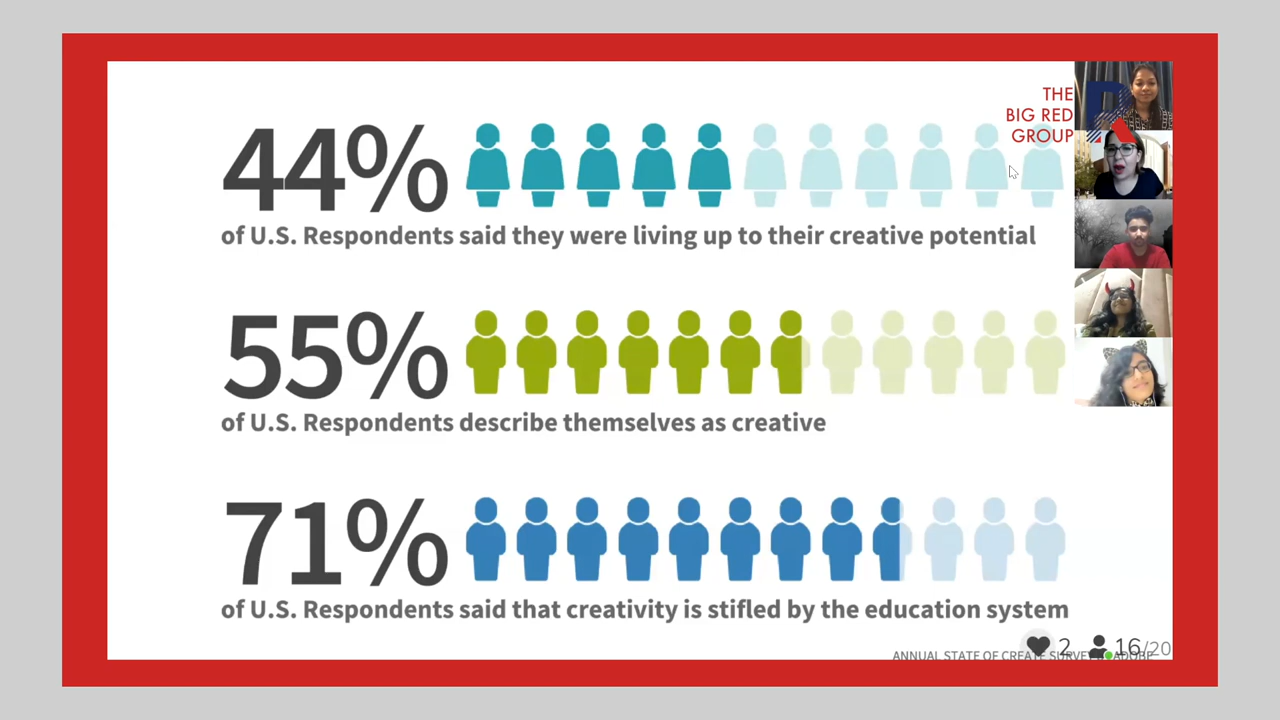 THE
BIG RED
GROUP
44%
of U.S. Respondents said they were living up to their creative potential
55%
of U.S. Respondents describe themselves as creative
71%
of U.S. Respondents said that creativity is stifled by the education system
2
16/20
ANNUAL STATE OF CREATE SURVEY ADOBE